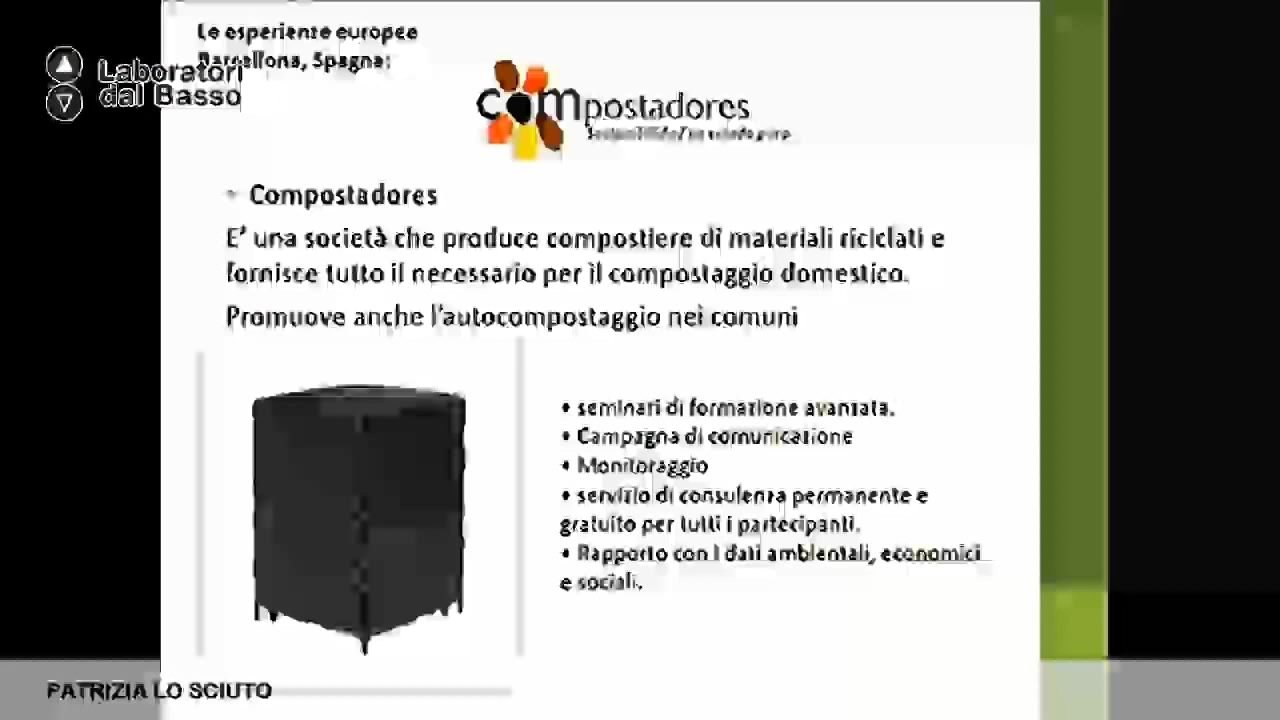 Le esperienze europee
Barcellona, Spagna:
Laboratori
dal Basso
compostadores
• Compostadores
E' una società che produce compostiere di materiali riciclati e
fornisce tutto il necessario per il compostaggio domestico.
Promuove anche l'autocompostaggio nei comuni
• seminari di formazione avanzata.
• Campagna di comunicazione
• Monitoraggio
• servizio di consulenza permanente e
gratuito per tutti i partecipanti.
• Rapporto con i dati ambientali, economici
e sociali.
PATRIZIA LO SCIUTO